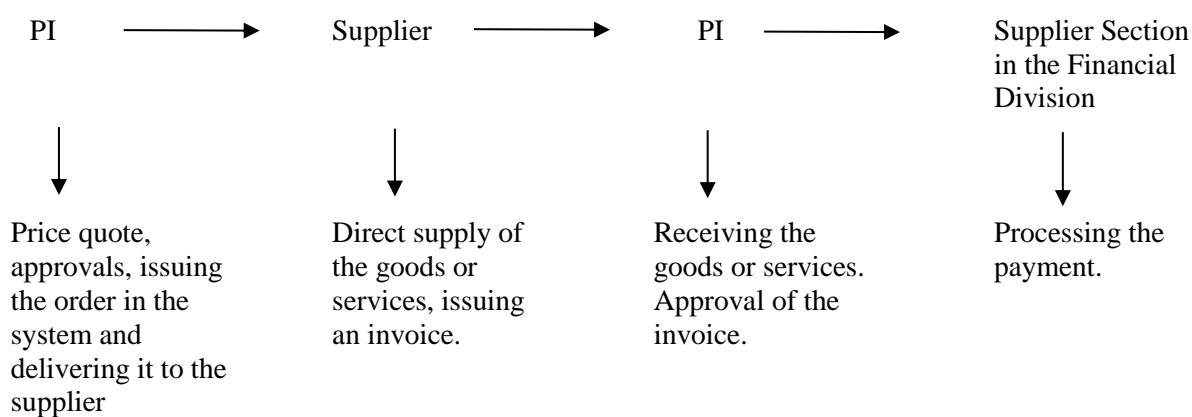 PI
Supplier
PI
Supplier Section
in the Financial
Division
Price quote,
approvals, issuing
the order in the
system and
delivering it to the
supplier
Direct supply of
the goods or
services, issuing
an invoice.
Receiving the
goods or services.
Approval of the
invoice.
Processing the
payment.